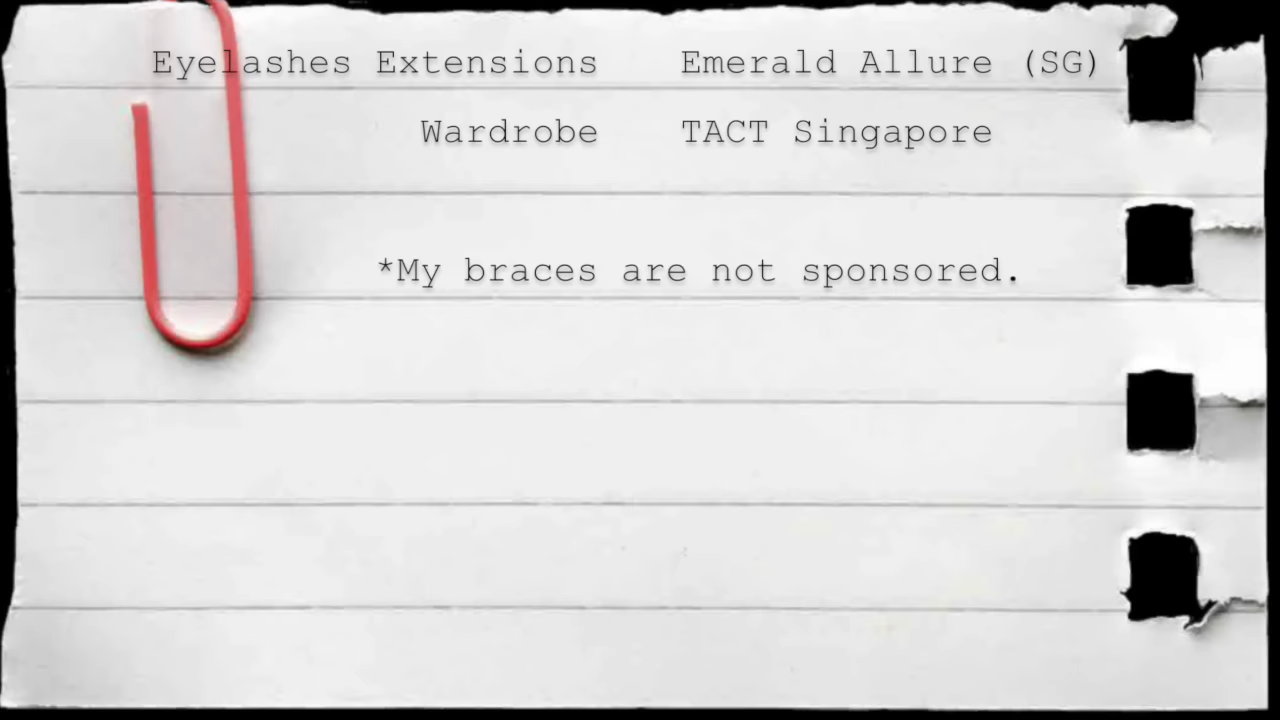 Eyelashes Extensions Emerald Allure (SG)
Wardrobe TACT Singapore
*My braces are not sponsored.